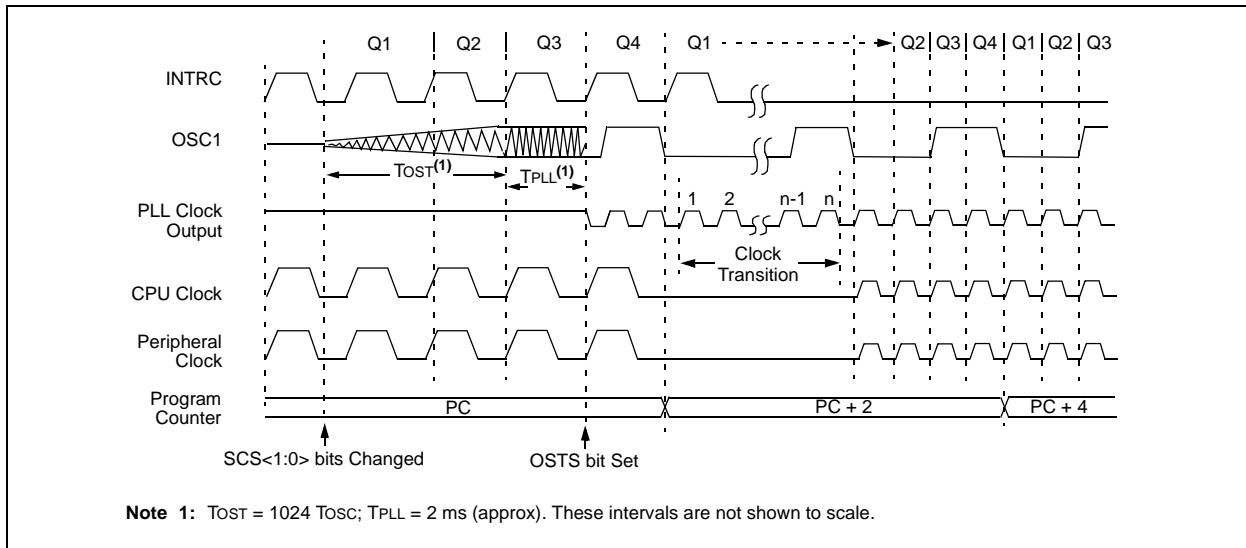 Q1 Q2 Q3 Q4 Q1 Q2 Q3 Q4 Q1 Q2 Q3
INTRC
OSC1
TOST(1)
TPLL(1)
PLL Clock
Output
1 2 n-1 n
Clock
Transition
CPU Clock
Peripheral
Clock
Program
Counter
PC PC + 2 PC + 4
SCS<1:0> bits Changed OSTS bit Set
Note 1: TOST = 1024 TOSC; TPLL = 2 ms (approx). These intervals are not shown to scale.